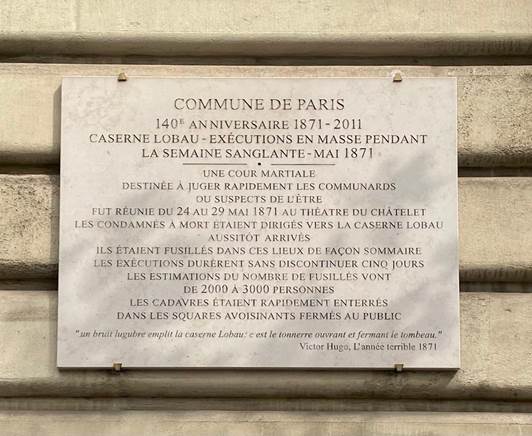 COMMUNE DE PARIS
140E ANNIVERSAIRE 1871-2011
CASERNE LOBAU - EXÉCUTIONS EN MASSE PENDANT
LA SEMAINE SANGLANTE - MAI 1871
UNE COUR MARTIALE
DESTINÉE À JUGER RAPIDEMENT LES COMMUNARDS
OU SUSPECTS DE L'ÊTRE
FUT RÉUNIE DU 24 AU 29 MAI 1871 AU THÉATRE DU CHÂTELET
LES CONDAMNÉS À MORT ÉTAIENT DIRIGÉS VERS LA CASERNE LOBAU
AUSSITÔT ARRIVÉS
ILS ÉTAIENT FUSILLÉS DANS CES LIEUX DE FAÇON SOMMAIRE
LES EXÉCUTIONS DURÈRENT SANS DISCONTINUER CINQ JOURS
LES ESTIMATIONS DU NOMBRE DE FUSILLÉS VONT
DE 2000 À 3000 PERSONNES
LES CADAVRES ÉTAIENT RAPIDEMENT ENTERRÉS
DANS LES SQUARES AVOISINANTS FERMÉS AU PUBLIC
"un bruit lugubre emplit la caserne Lobau: c'est le tonnerre ouvrant et fermant le tombeau."
Victor Hugo, L'année terrible 1871